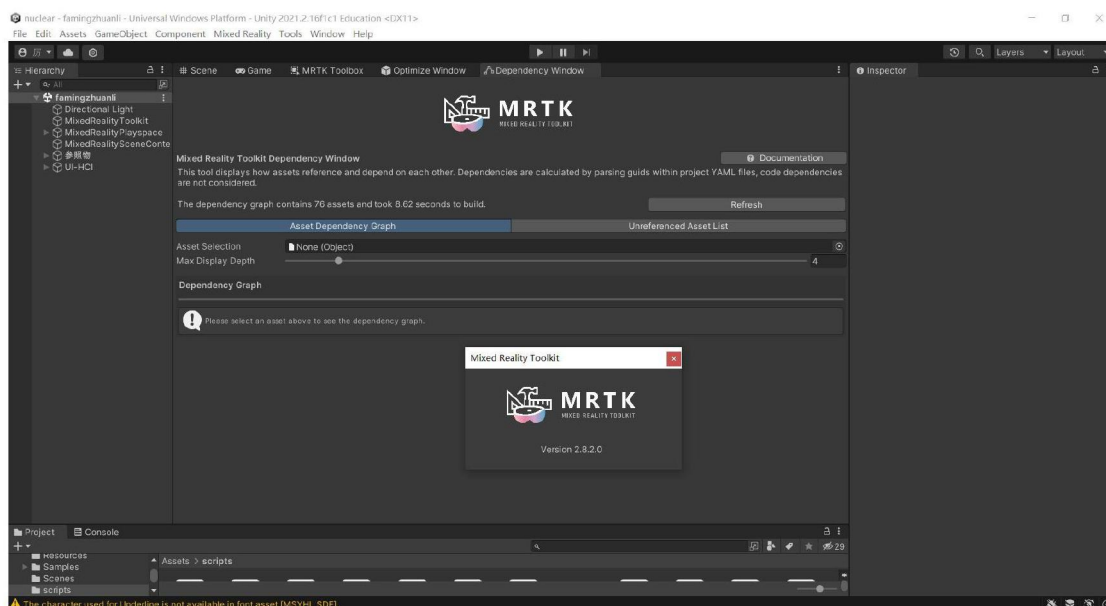 nuclear - famingzhuanli - Universal Windows Platform - Unity 2021.2.16f1c1 Education <DX11>
File Edit Assets GameObject Component Mixed Reality Tools Window Help
Layers Layout
Hierarchy # Scene Game MRTK Toolbox Optimize Window Dependency Window Inspector
All
famingzhuanli
Directional Light
MixedRealityToolkit
MixedRealityPlayspace
MixedRealitySceneConte
参照物
UI-HCI
MRTK
MIXED REALITY TOOLKIT
Mixed Reality Toolkit Dependency Window Documentation
This tool displays how assets reference and depend on each other. Dependencies are calculated by parsing guids within project YAML files, code dependencies
are not considered.
The dependency graph contains 76 assets and took 8.62 seconds to build. Refresh
Asset Dependency Graph Unreferenced Asset List
Asset Selection None (Object)
Max Display Depth 4
Dependency Graph
Please select an asset above to see the dependency graph.
Mixed Reality Toolkit
MRTK
MIXED REALITY TOOLKIT
Version 2.8.2.0
Project Console
29
Resources
Samples
Scenes
scripts
Assets > scripts
The character used for Underline is not available in font asset [MSYHL SDF]